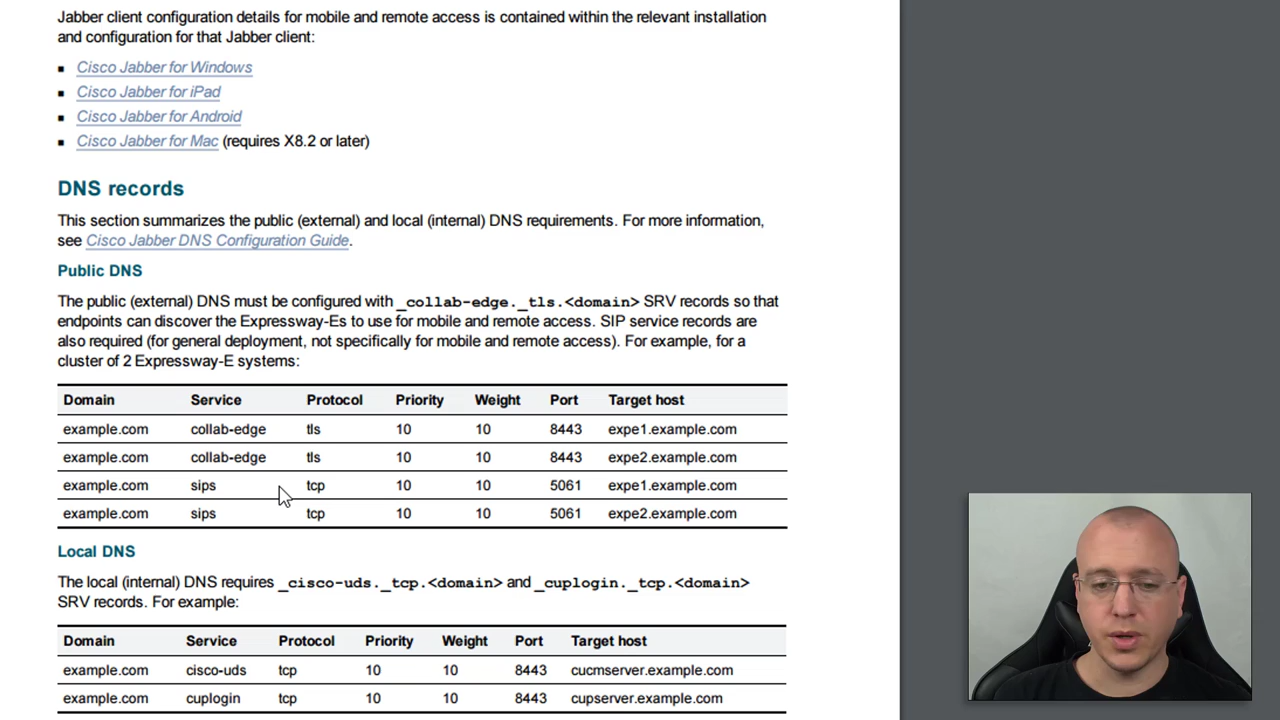 Jabber client configuration details for mobile and remote access is contained within the relevant installation
and configuration for that Jabber client:
■ Cisco Jabber for Windows
■ Cisco Jabber for iPad
■ Cisco Jabber for Android
■ Cisco Jabber for Mac (requires X8.2 or later)
DNS records
This section summarizes the public (external) and local (internal) DNS requirements. For more information,
see Cisco Jabber DNS Configuration Guide.
Public DNS
The public (external) DNS must be configured with _collab-edge._tls.<domain> SRV records so that
endpoints can discover the Expressway-Es to use for mobile and remote access. SIP service records are
also required (for general deployment, not specifically for mobile and remote access). For example, for a
cluster of 2 Expressway-E systems:
Domain Service Protocol Priority Weight Port Target host
example.com collab-edge tls 10 10 8443 expe1.example.com
example.com collab-edge tls 10 10 8443 expe2.example.com
example.com sips tcp 10 10 5061 expe1.example.com
example.com sips tcp 10 10 5061 expe2.example.com
Local DNS
The local (internal) DNS requires _cisco-uds._tcp.<domain> and _cuplogin._tcp.<domain>
SRV records. For example:
Domain Service Protocol Priority Weight Port Target host
example.com cisco-uds tcp 10 10 8443 cucmserver.example.com
example.com cuplogin tcp 10 10 8443 cupserver.example.com